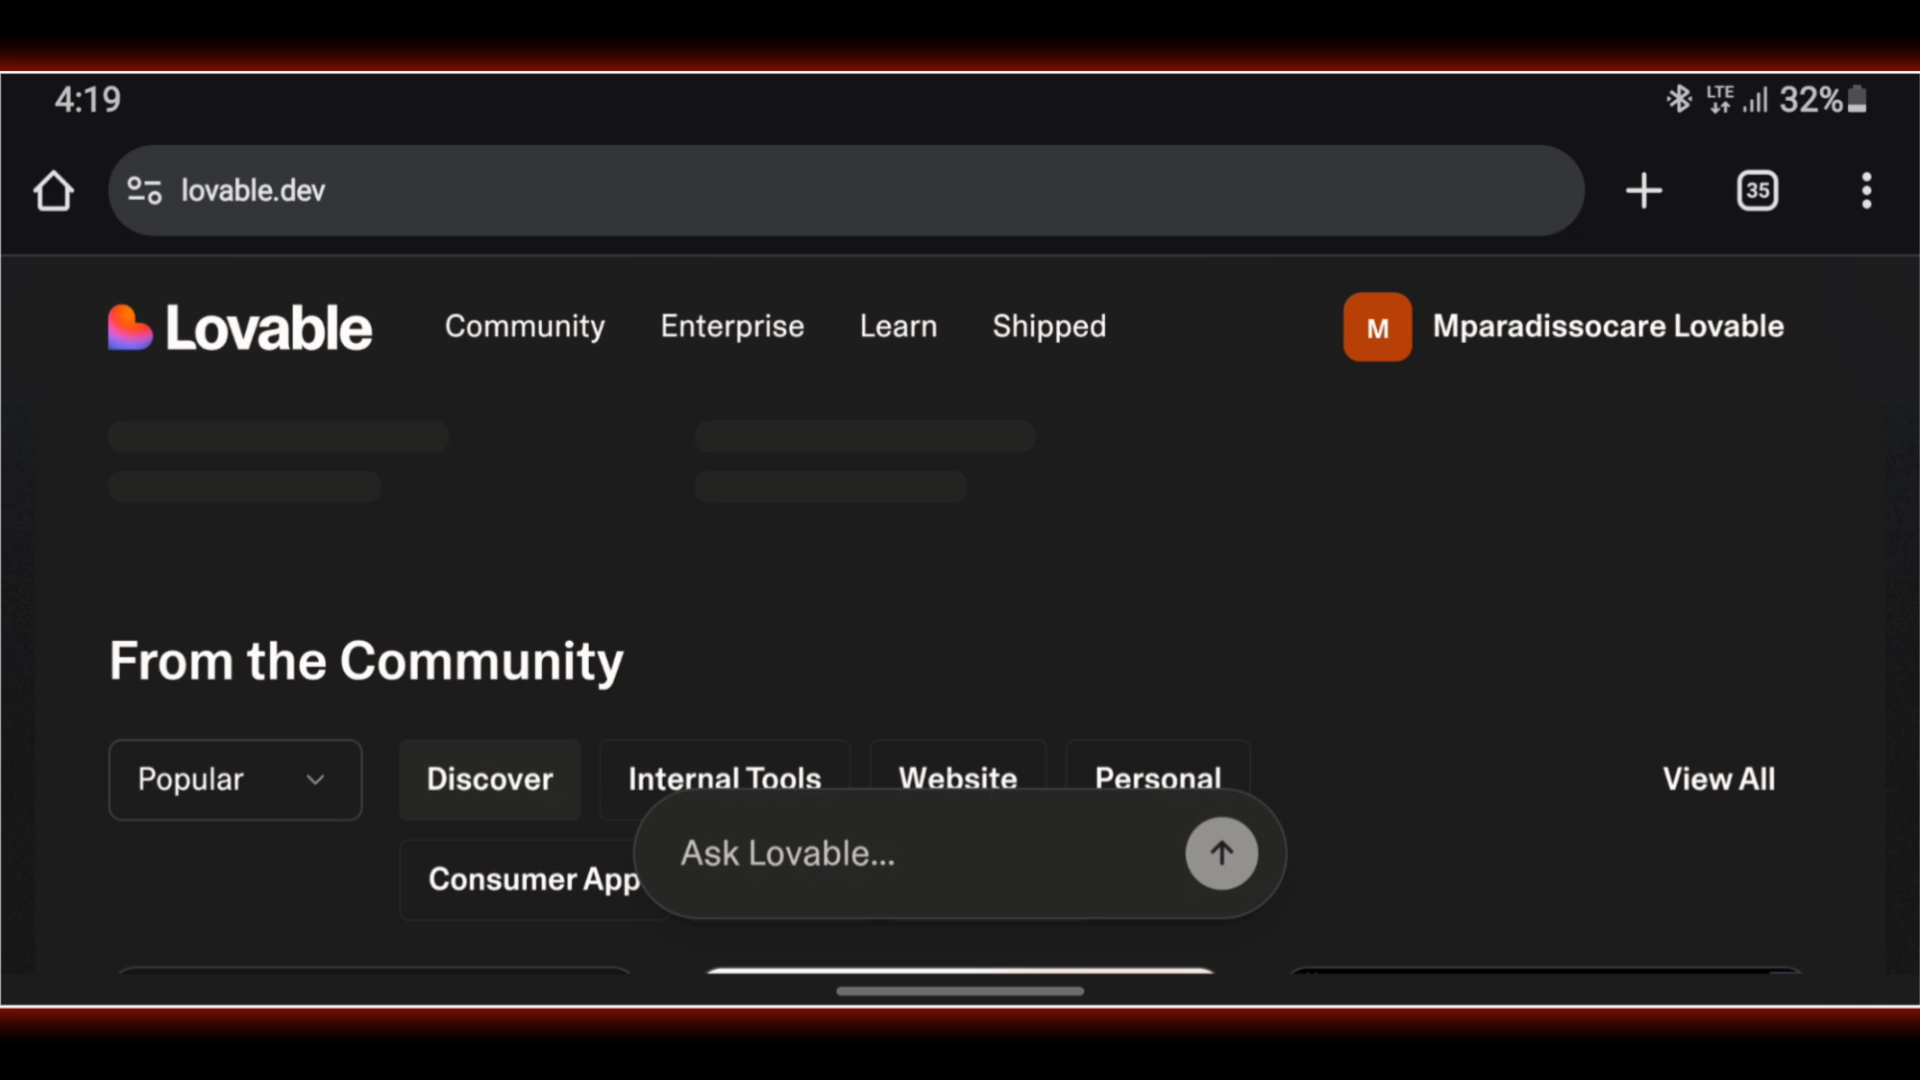 4:19
LTE 32%
lovable.dev
35
Lovable Community Enterprise Learn Shipped M Mparadissocare Lovable
From the Community
Popular Discover Internal Tools Website Personal View All
Consumer App
Ask Lovable...